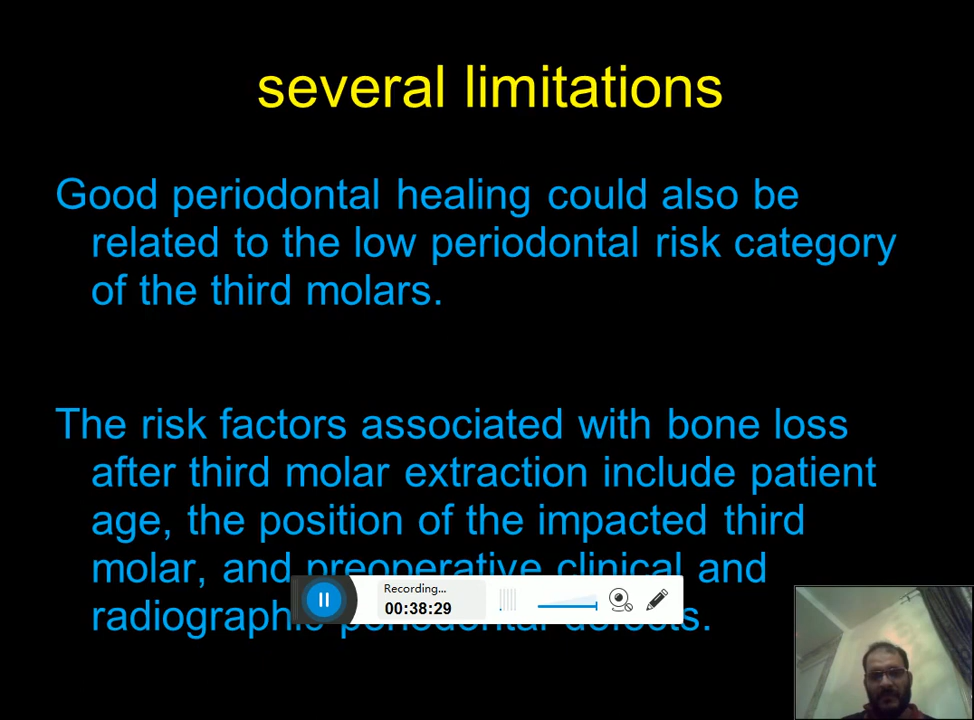 several limitations
Good periodontal healing could also be
related to the low periodontal risk category
of the third molars.
The risk factors associated with bone loss
after third molar extraction include patient
age, the position of the impacted third
molar, and preoperative clinical and
radiographic periodontal defects.
Recording...
00:38:29